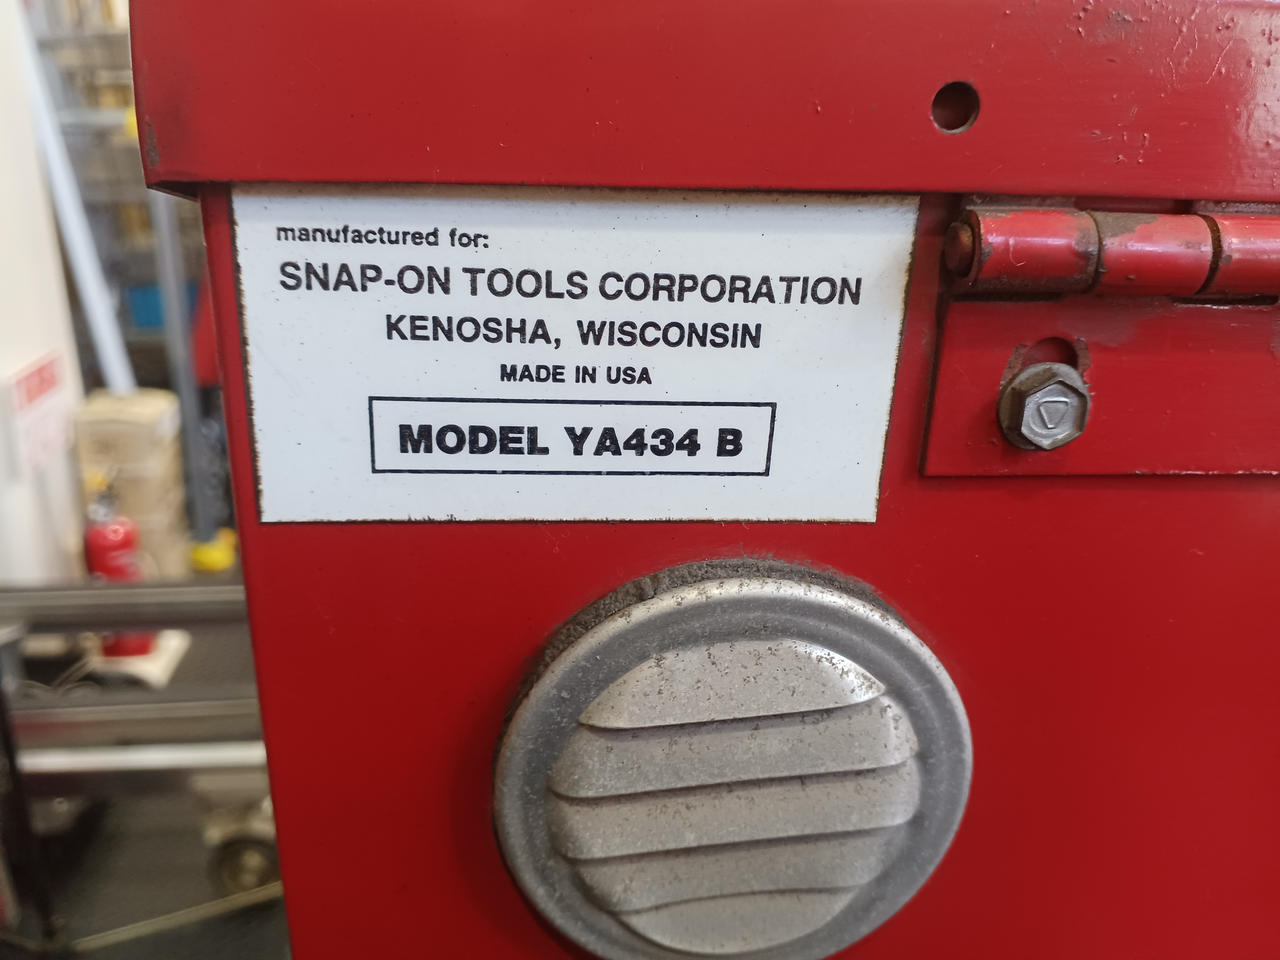 manufactured for:
SNAP-ON TOOLS CORPORATION
KENOSHA, WISCONSIN
MADE IN USA
MODEL YA434 B